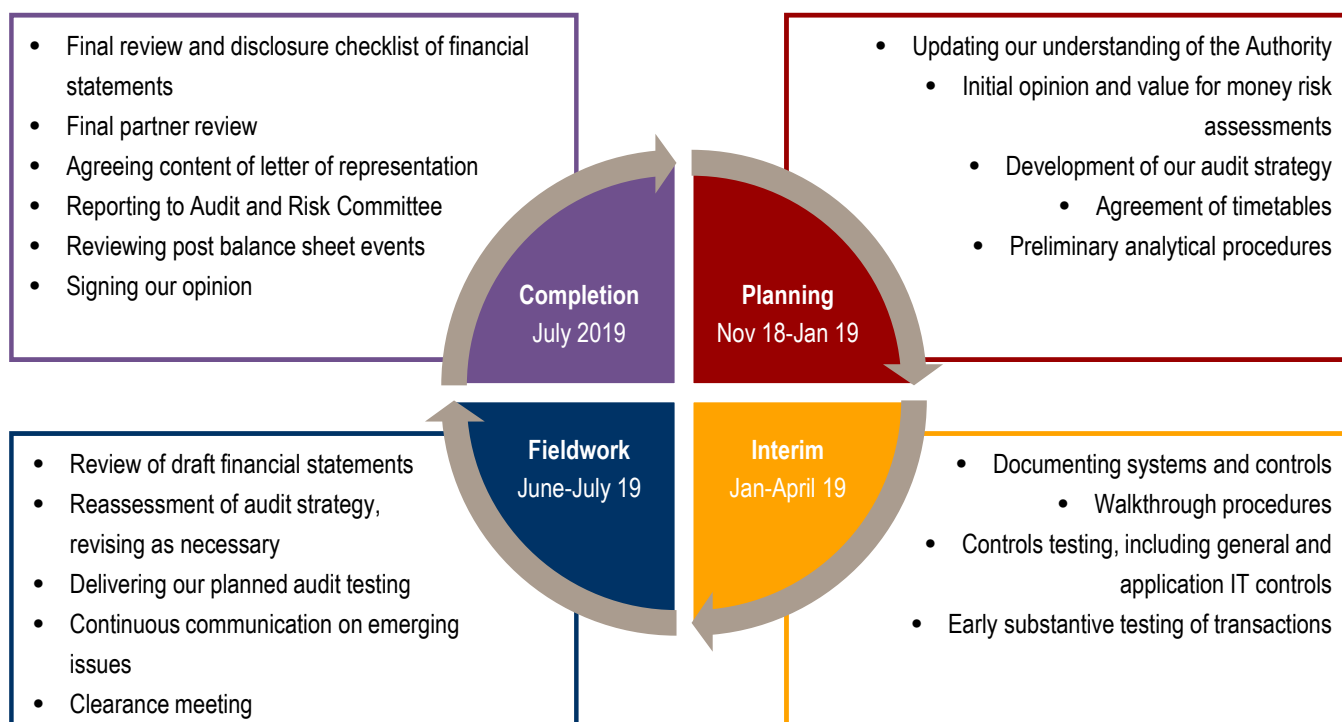 • Final review and disclosure checklist of financial
statements
• Final partner review
• Agreeing content of letter of representation
• Reporting to Audit and Risk Committee
• Reviewing post balance sheet events
• Signing our opinion
• Updating our understanding of the Authority
• Initial opinion and value for money risk
assessments
• Development of our audit strategy
• Agreement of timetables
• Preliminary analytical procedures
Completion
July 2019
Planning
Nov 18-Jan 19
Fieldwork
June-July 19
Interim
Jan-April 19
• Review of draft financial statements
• Reassessment of audit strategy,
revising as necessary
• Delivering our planned audit testing
• Continuous communication on emerging
issues
• Clearance meeting
• Documenting systems and controls
• Walkthrough procedures
• Controls testing, including general and
application IT controls
• Early substantive testing of transactions